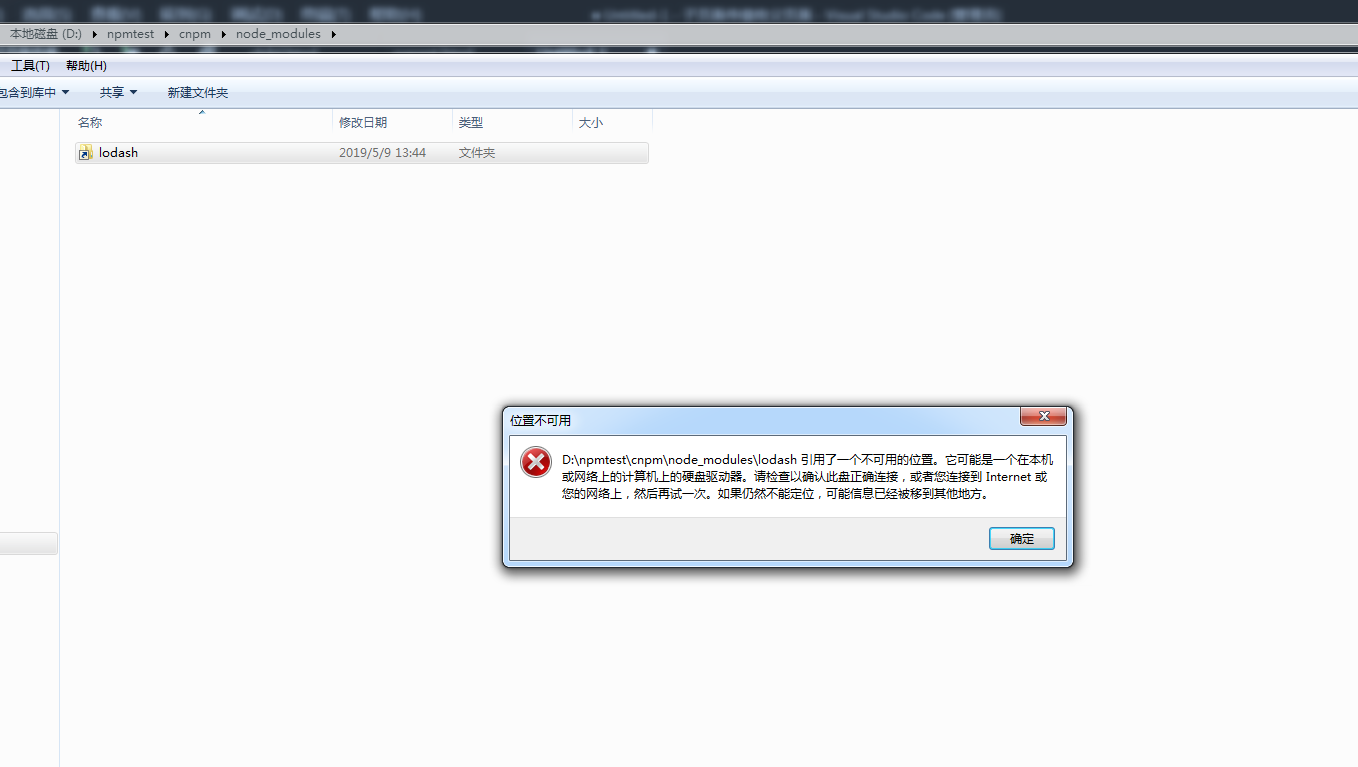 本地磁盘 (D:) npmtest cnpm node_modules
工具(T) 帮助(H)
包含到库中 共享 新建文件夹
名称 修改日期 类型 大小
lodash 2019/5/9 13:44 文件夹
位置不可用
D:\npmtest\cnpm\node_modules\lodash 引用了一个不可用的位置。它可能是一个在本机
或网络上的计算机上的硬盘驱动器。请检查以确认此盘正确连接，或者您连接到 Internet 或
您的网络上，然后再试一次。如果仍然不能定位，可能信息已经被移到其他地方。
确定